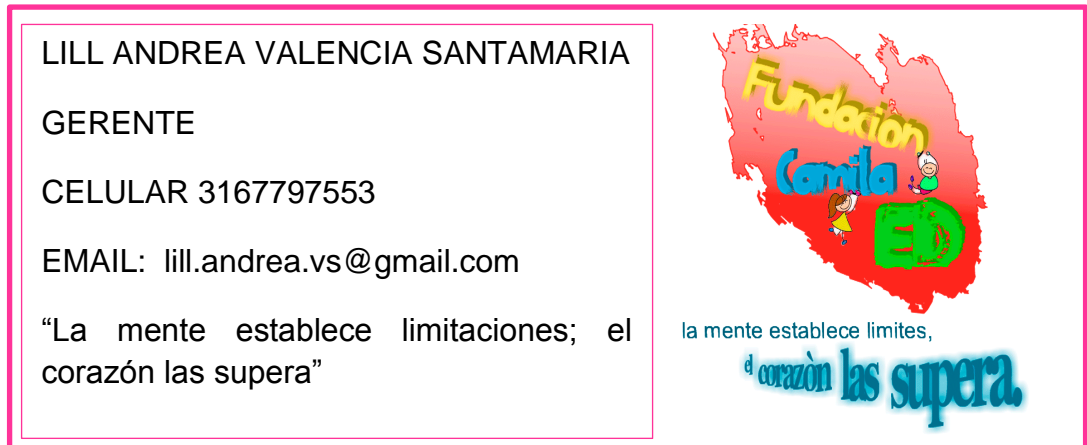 LILL ANDREA VALENCIA SANTAMARIA
GERENTE
CELULAR 3167797553
EMAIL: lill.andrea.vs@gmail.com
“La mente establece limitaciones; el
corazón las supera”
Fundacion
Camila
ED
la mente establece limites,
el corazòn las supera.